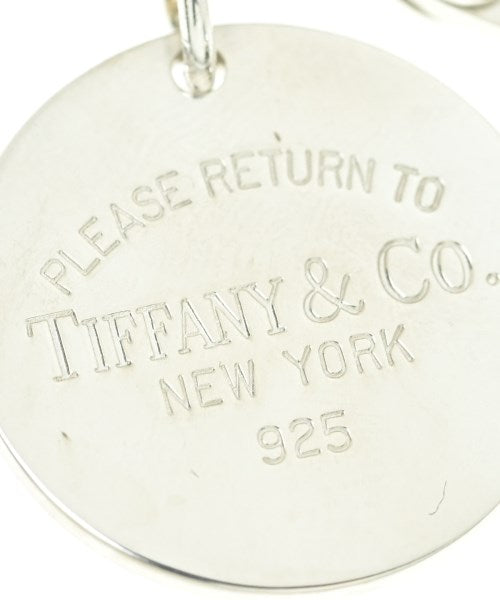 PLEASE RETURN TO
TIFFANY & CO.
NEW YORK
925